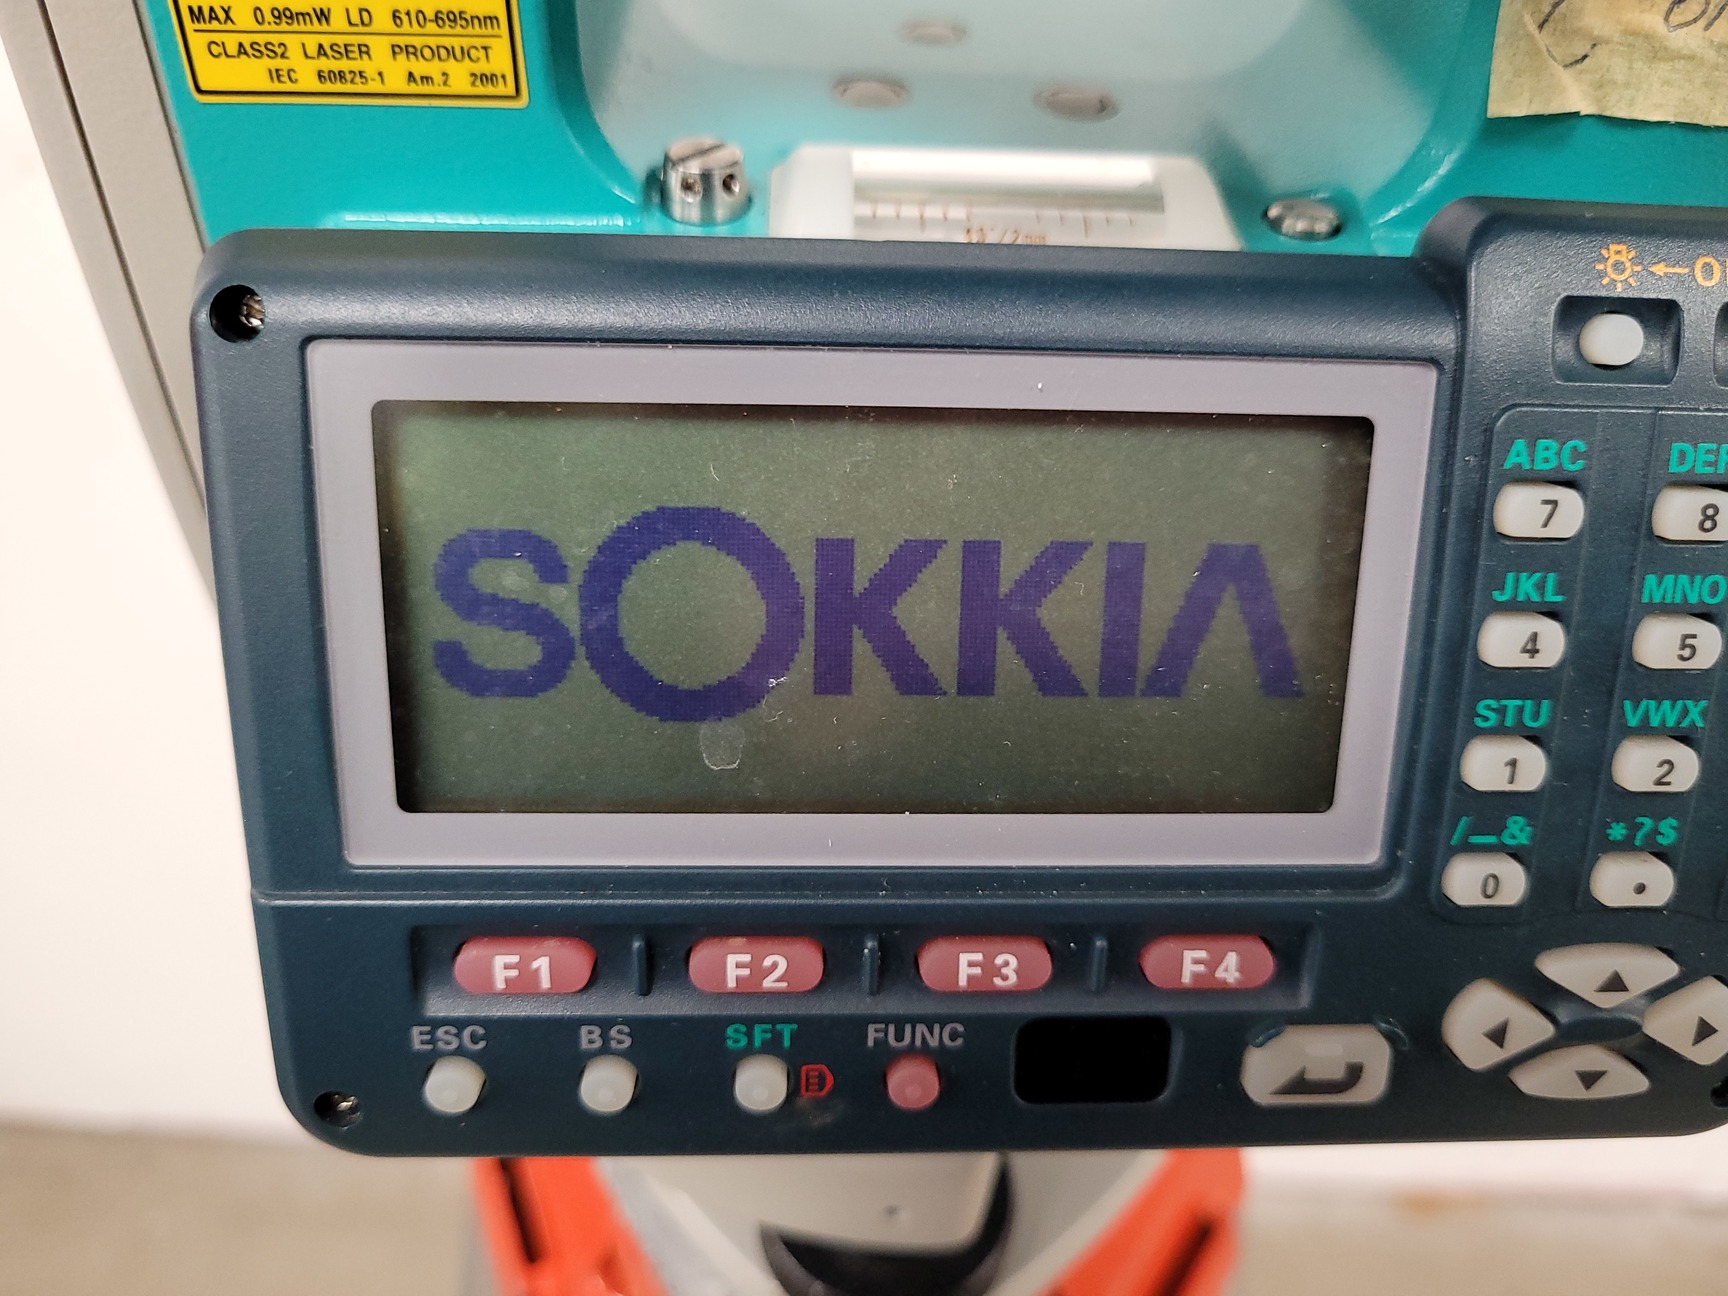 MAX 0.99mW LD 610-695nm
CLASS2 LASER PRODUCT
IEC 60825-1 Am.2 2001
SOKKIA
ABC
7
8
JKL
MNO
4
5
STU
VWX
1
2
/_&
*?$
0
.
F1 F2 F3 F4
ESC BS SFT FUNC